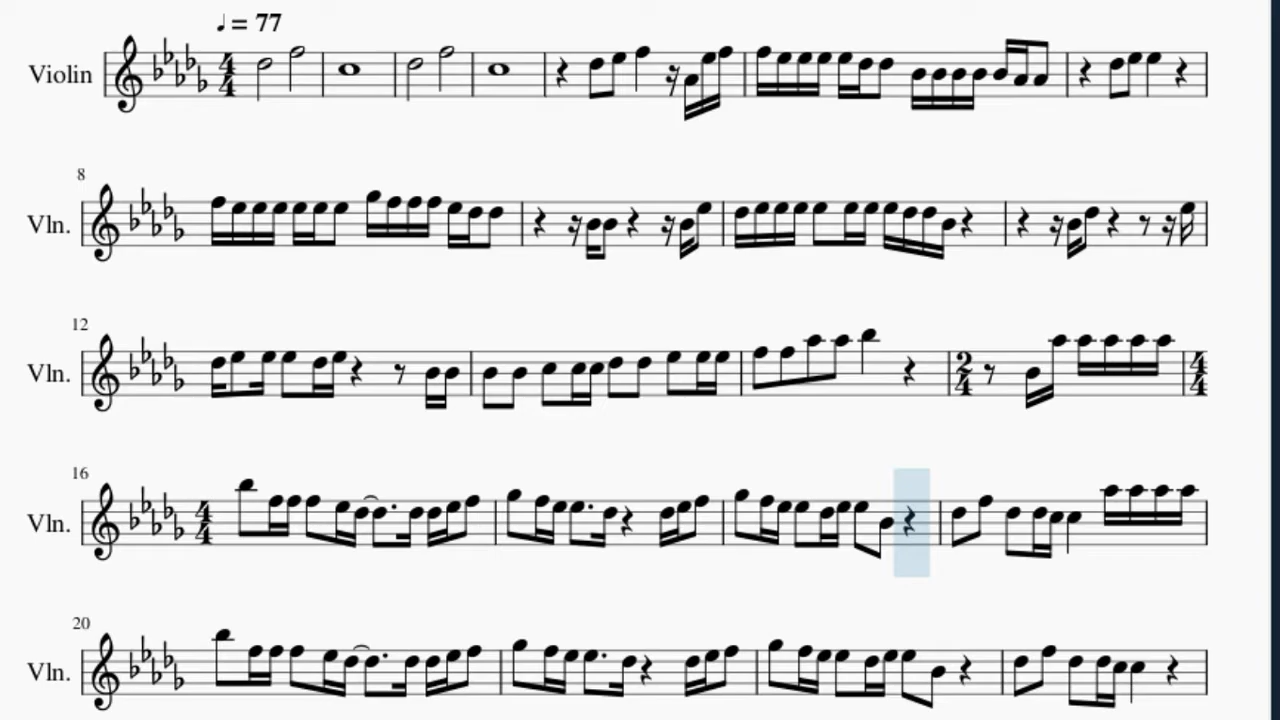 ♩ = 77
Violin 4 4
8
Vln.
12
Vln. 2 4 4 4
16
Vln. 4 4
20
Vln.